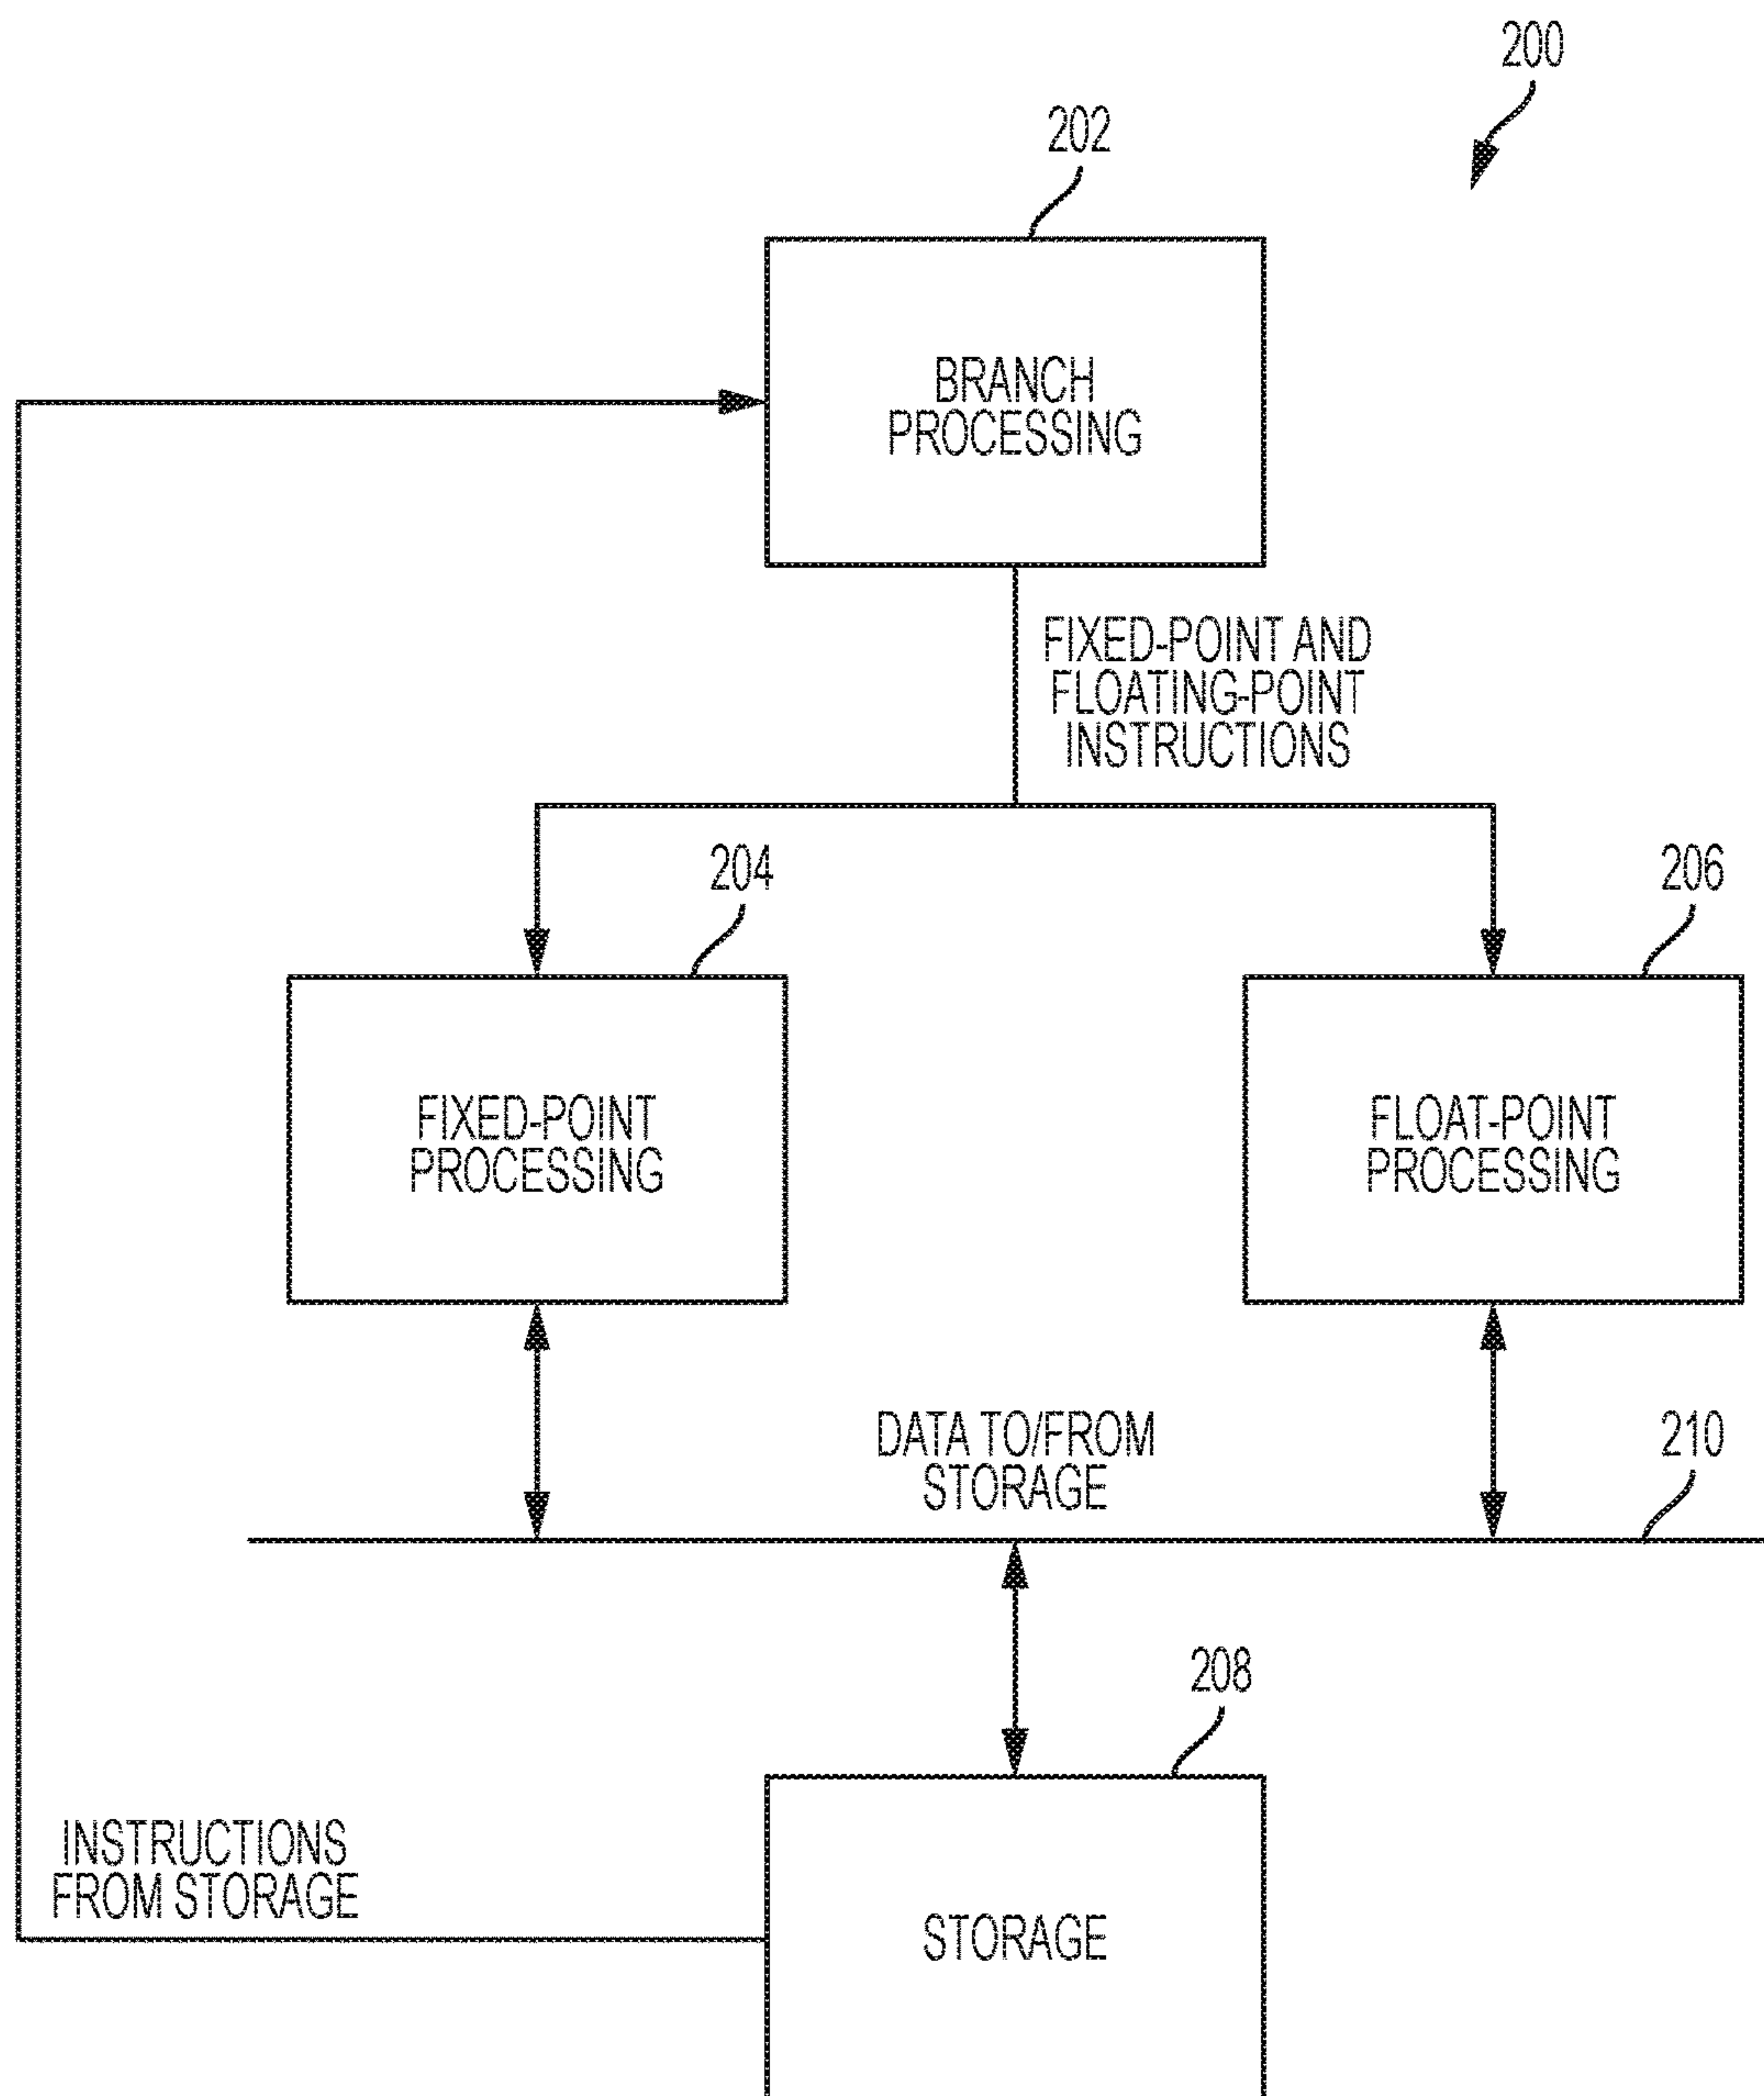 200
202
BRANCH
PROCESSING
FIXED-POINT AND
FLOATING-POINT
INSTRUCTIONS
204
206
FIXED-POINT
PROCESSING
FLOAT-POINT
PROCESSING
DATA TO/FROM
STORAGE
210
208
INSTRUCTIONS
FROM STORAGE
STORAGE